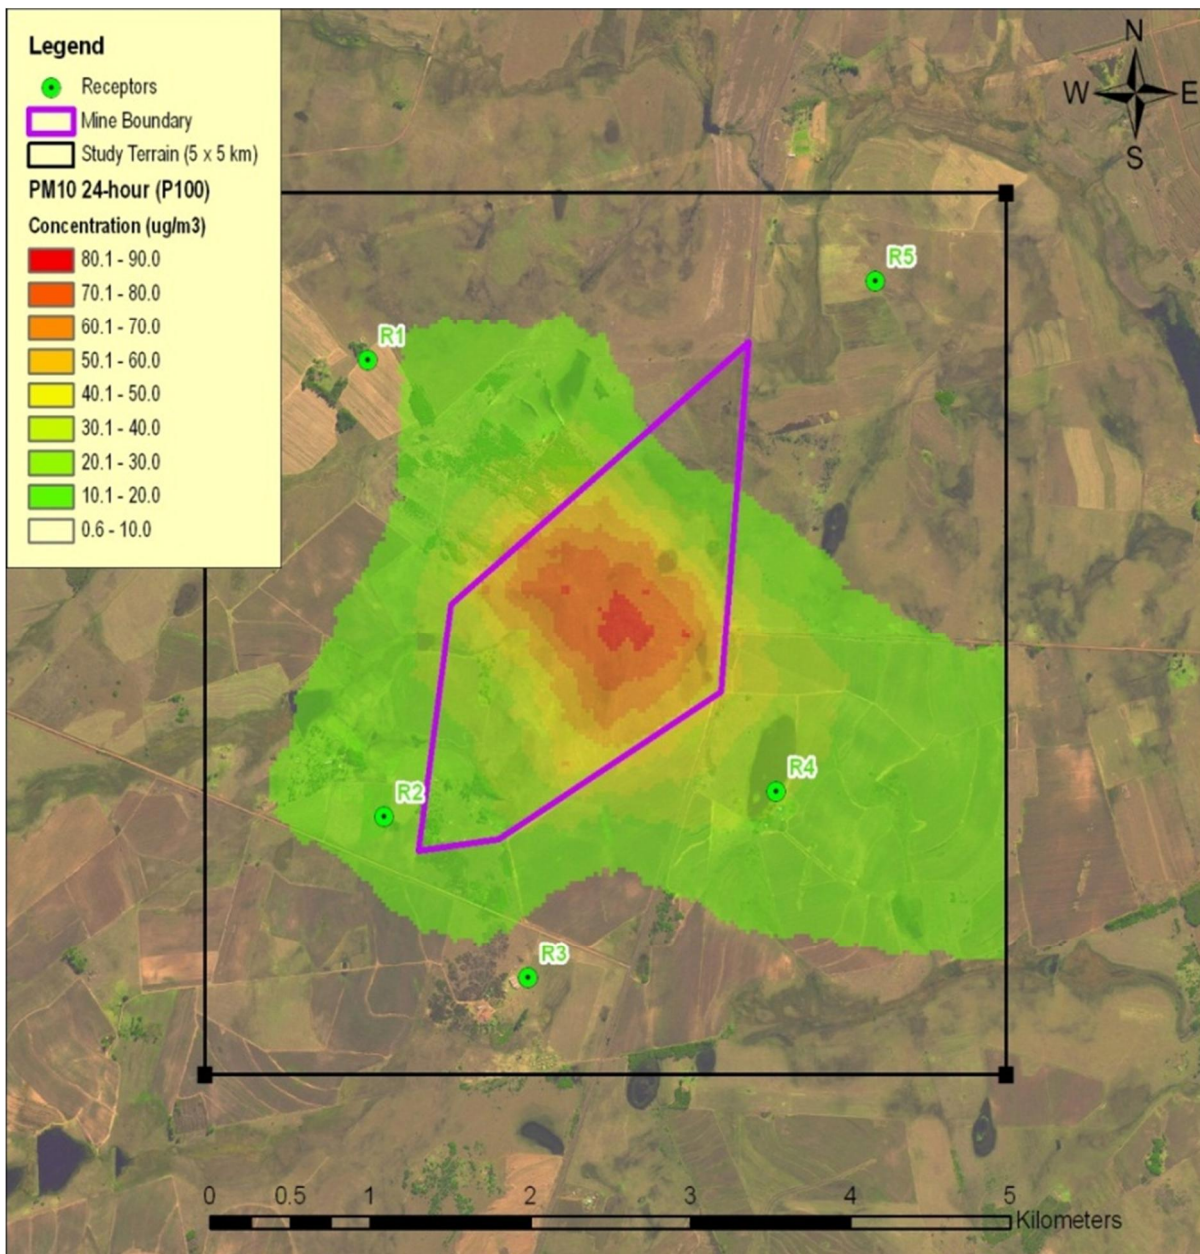 Legend
Receptors
Mine Boundary
Study Terrain (5 x 5 km)
PM10 24-hour (P100)
Concentration (ug/m3)
80.1 - 90.0
70.1 - 80.0
60.1 - 70.0
50.1 - 60.0
40.1 - 50.0
30.1 - 40.0
20.1 - 30.0
10.1 - 20.0
0.6 - 10.0
N
W E
S
R5
R1
R4
R2
R3
0 0.5 1 2 3 4 5
Kilometers